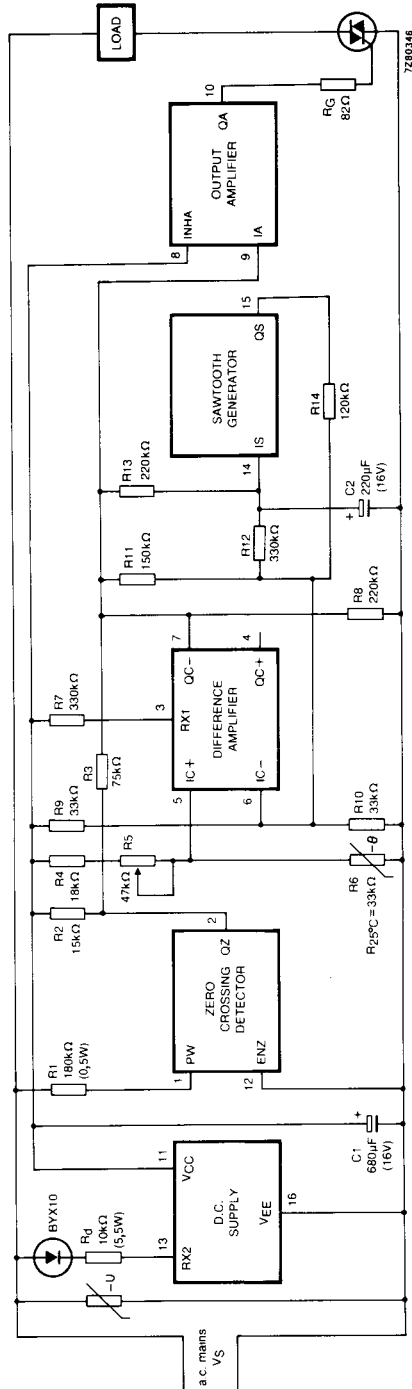 a.c. mains
VS
–U
BYX10
Rd
10kΩ
(5,5W)
13
RX2
D.C.
SUPPLY
11
VCC
VEE
16
C1
680μF
(16V)
+
R1
180kΩ
(0,5W)
1
PW
ZERO
CROSSING
DETECTOR
12
ENZ
QZ
2
R2
15kΩ
R4
18kΩ
R5
47kΩ
R9
33kΩ
R3
75kΩ
R7
330kΩ
R6
R25°C = 33kΩ
–θ
R10
33kΩ
5
IC+
6
IC–
3
RX1
DIFFERENCE
AMPLIFIER
7
QC–
4
QC+
R8
220kΩ
R11
150kΩ
R13
220kΩ
R12
330kΩ
14
IS
SAWTOOTH
GENERATOR
15
QS
R14
120kΩ
+
C2
220μF
(16V)
8
INHA
9
IA
OUTPUT
AMPLIFIER
10
QA
RG
82Ω
LOAD
7Z80346